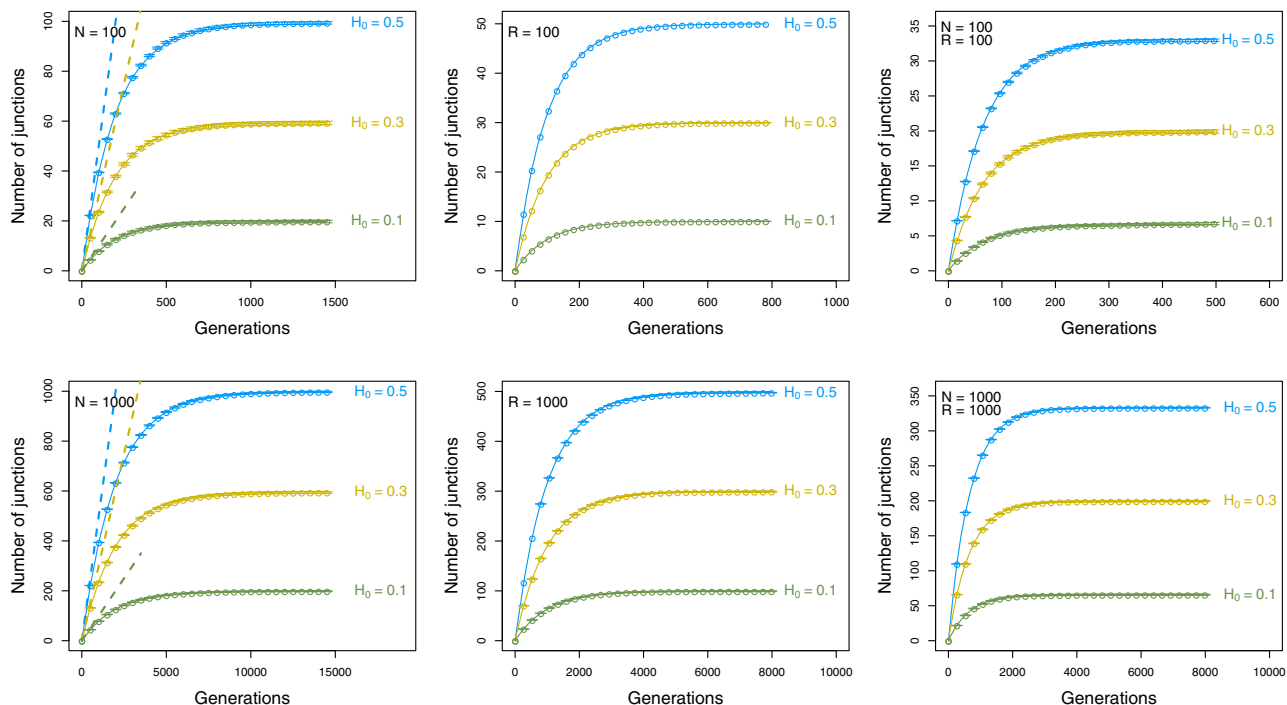 N = 100
H0 = 0.5
H0 = 0.3
H0 = 0.1
Number of junctions
0 20 40 60 80 100
0 500 1000 1500
Generations
R = 100
H0 = 0.5
H0 = 0.3
H0 = 0.1
Number of junctions
0 10 20 30 40 50
0 200 400 600 800 1000
Generations
N = 100
R = 100
H0 = 0.5
H0 = 0.3
H0 = 0.1
Number of junctions
0 5 10 15 20 25 30 35
0 100 200 300 400 500 600
Generations
N = 1000
H0 = 0.5
H0 = 0.3
H0 = 0.1
Number of junctions
0 200 400 600 800 1000
0 5000 10000 15000
Generations
R = 1000
H0 = 0.5
H0 = 0.3
H0 = 0.1
Number of junctions
0 100 200 300 400 500
0 2000 4000 6000 8000 10000
Generations
N = 1000
R = 1000
H0 = 0.5
H0 = 0.3
H0 = 0.1
Number of junctions
0 50 100 150 200 250 300 350
0 2000 4000 6000 8000 10000
Generations